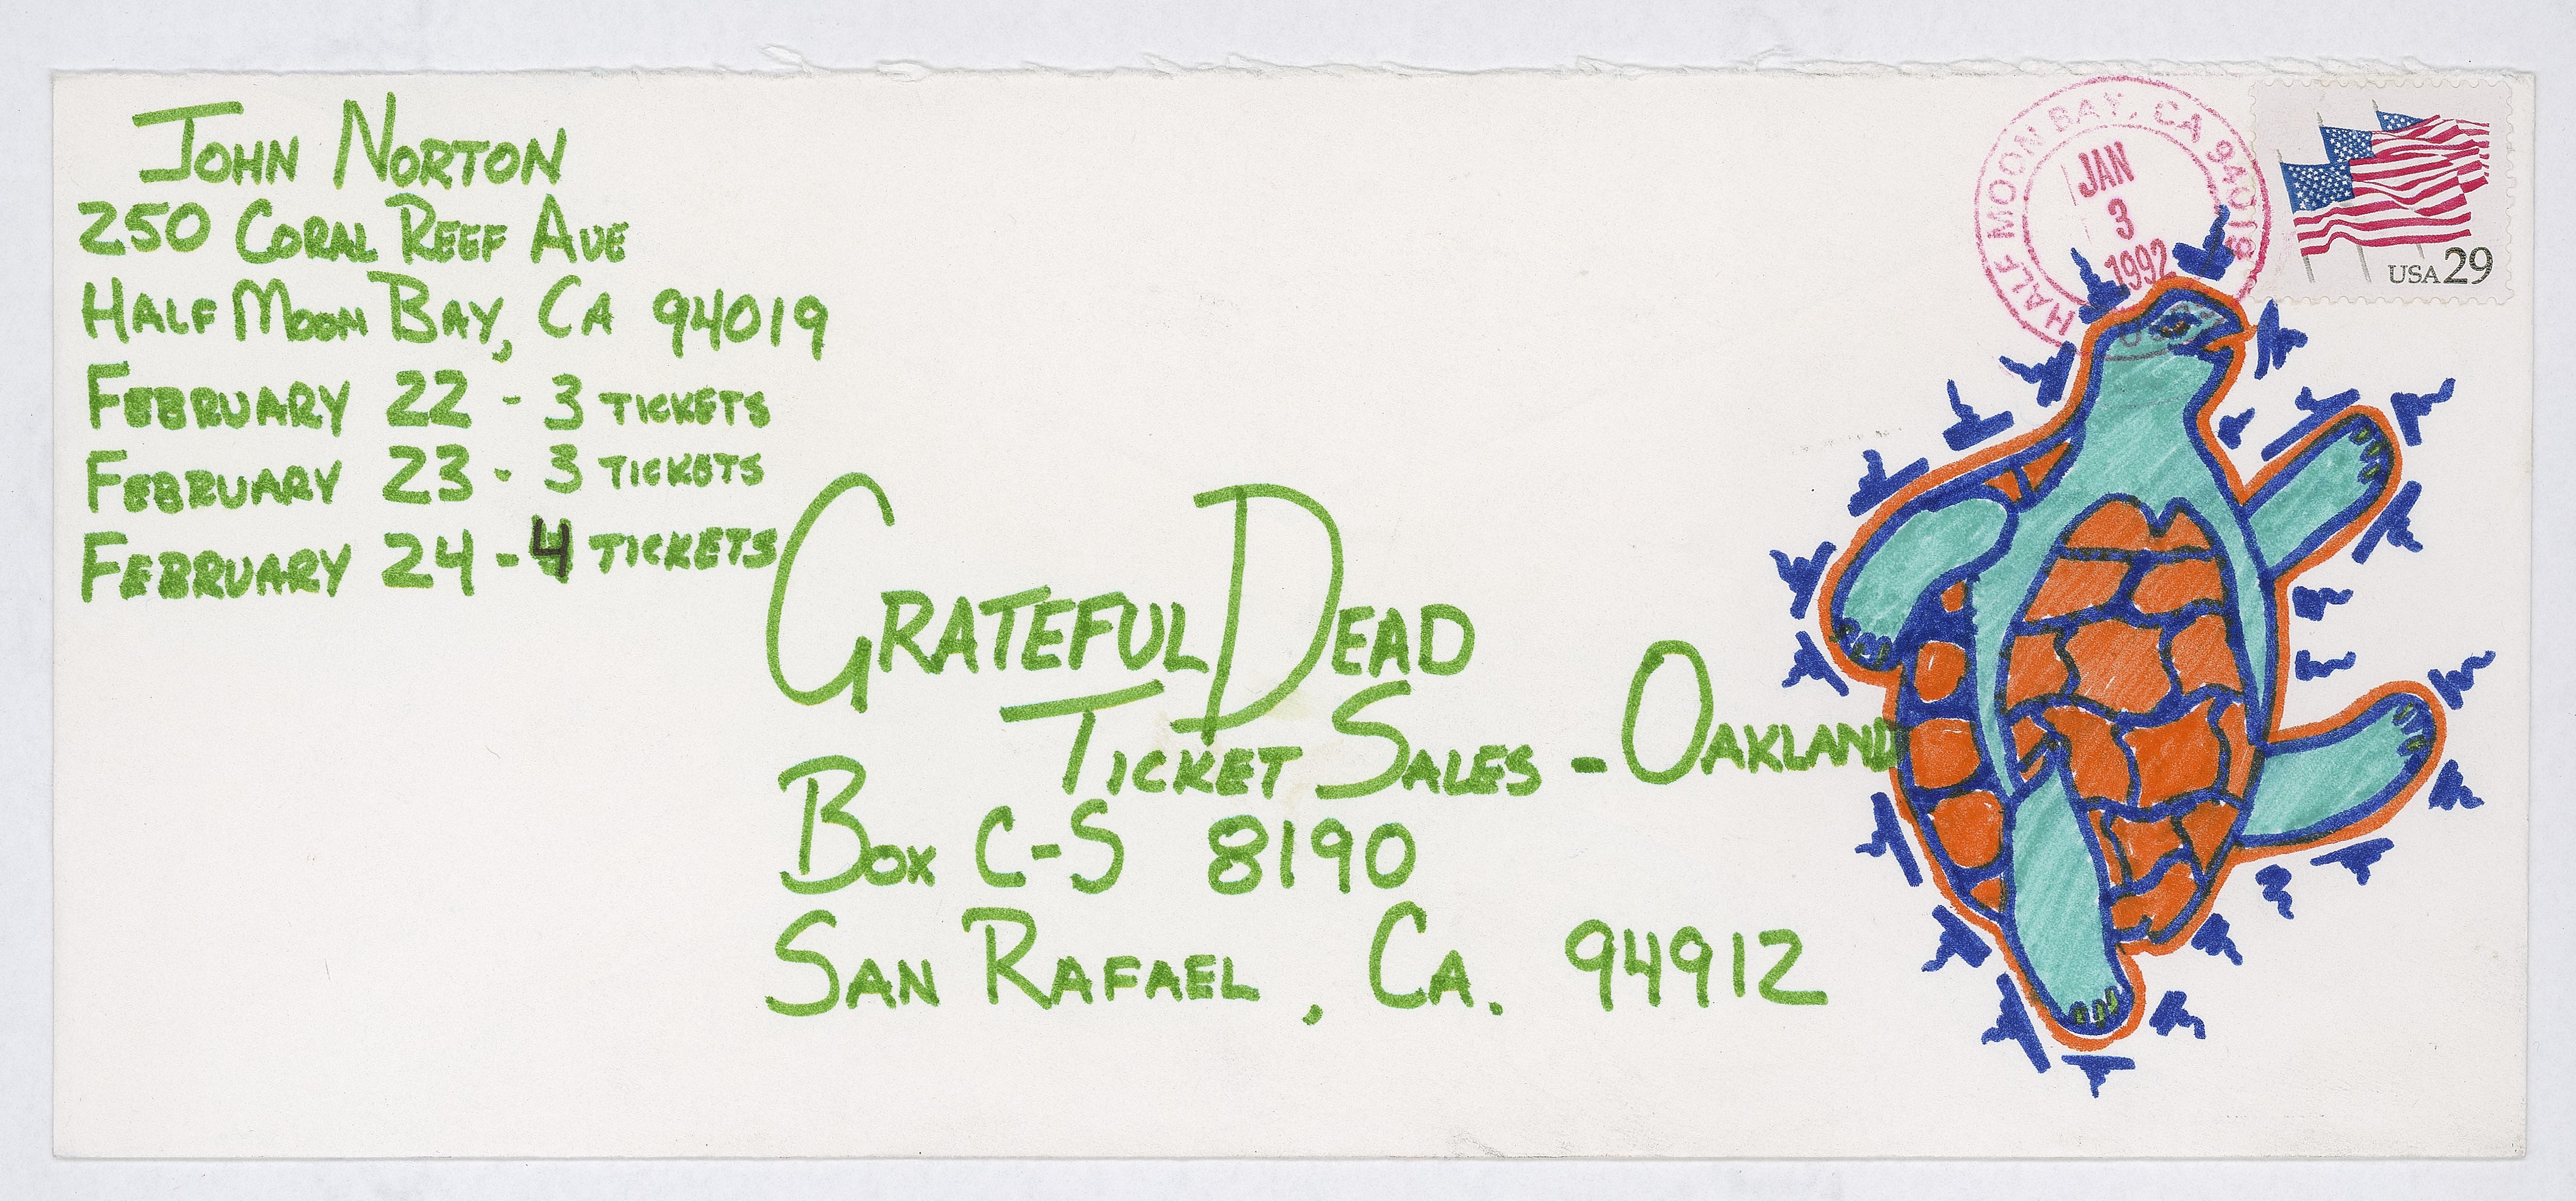 John Norton
250 Coral Reef Ave
Half Moon Bay, CA 94019
February 22 - 3 tickets
February 23 - 3 tickets
February 24 - 4 tickets
Grateful Dead
Ticket Sales - Oakland
Box C-S 8190
San Rafael, Ca. 94912
HALF MOON BAY, CA 94019
JAN
3
1992
USA 29